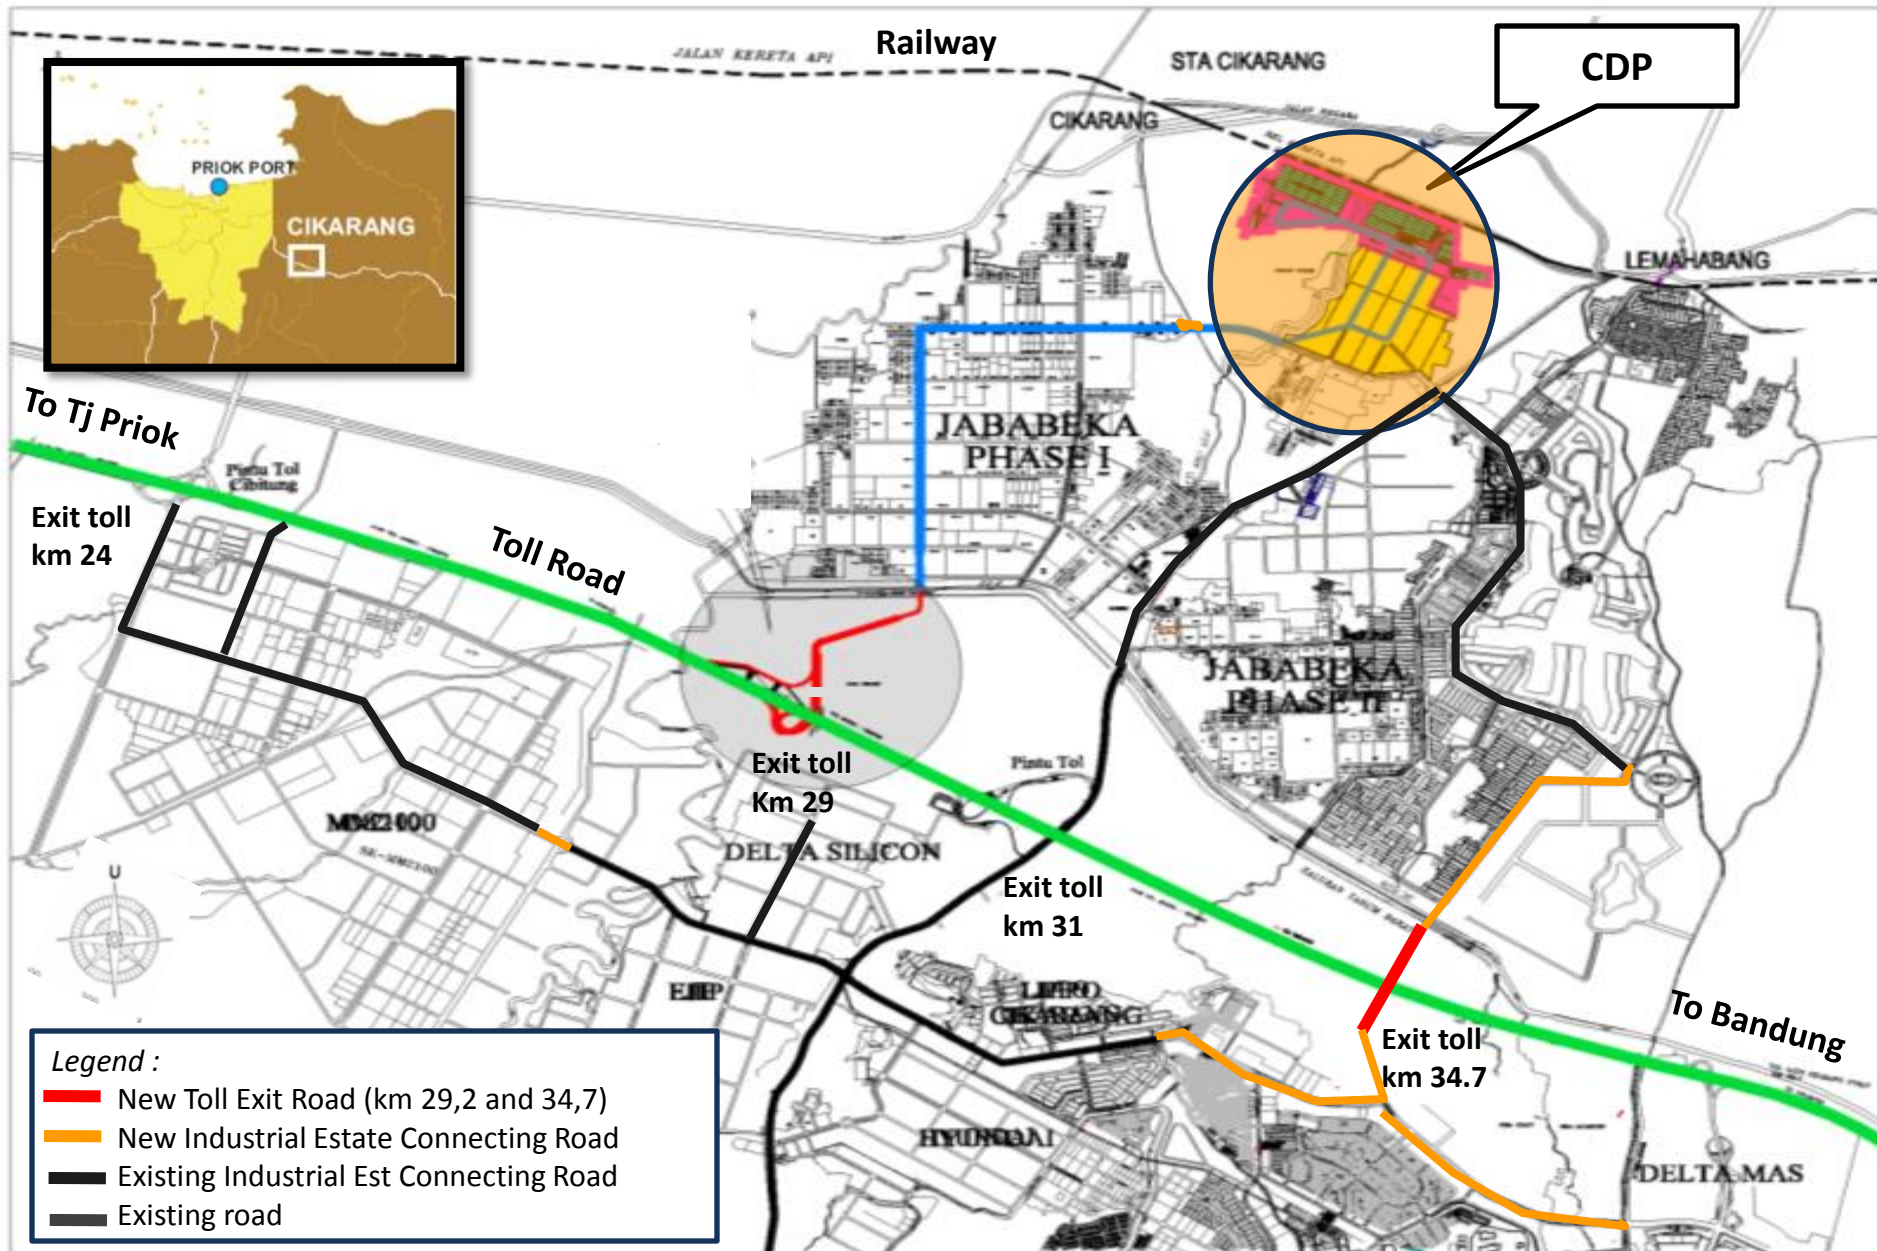 JALAN KERETA API
Railway
STA CIKARANG
CDP
CIKARANG
PRIOK PORT
CIKARANG
LEMAHABANG
To Tj Priok
Pintu Tol
Cibitung
JABABEKA
PHASE I
Exit toll
km 24
Toll Road
JABABEKA
PHASE II
Exit toll
Km 29
Pintu Tol
MM2100
DELTA SILICON
U
Exit toll
km 31
EJIP
LIPPO
CIKARANG
To Bandung
Exit toll
km 34.7
HYUNDAI
DELTA MAS
Legend :
New Toll Exit Road (km 29,2 and 34,7)
New Industrial Estate Connecting Road
Existing Industrial Est Connecting Road
Existing road